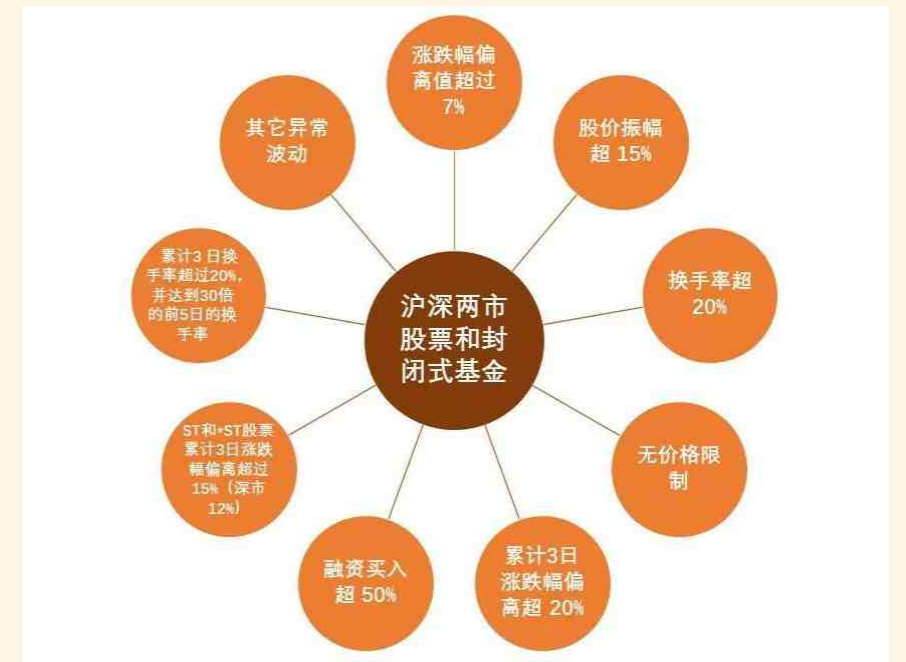 涨跌幅偏
离值超过
7%
股价振幅
超 15%
换手率超
20%
无价格限
制
累计3日
涨跌幅偏
离超 20%
融资买入
超 50%
ST和*ST股票
累计3日涨跌
幅偏离超过
15%（深市
12%）
累计3 日换
手率超过20%，
并达到30倍
的前5日的换
手率
其它异常
波动
沪深两市
股票和封
闭式基金